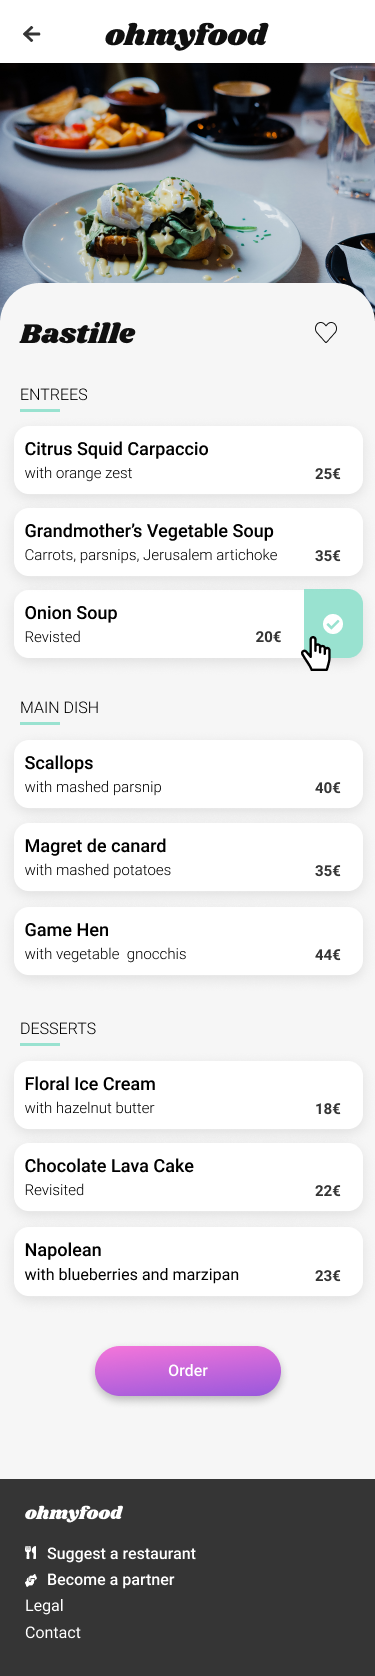 ohmyfood
Bastille
ENTREES
Citrus Squid Carpaccio
with orange zest 25€
Grandmother’s Vegetable Soup
Carrots, parsnips, Jerusalem artichoke 35€
Onion Soup
Revisted 20€
MAIN DISH
Scallops
with mashed parsnip 40€
Magret de canard
with mashed potatoes 35€
Game Hen
with vegetable gnocchis 44€
DESSERTS
Floral Ice Cream
with hazelnut butter 18€
Chocolate Lava Cake
Revisited 22€
Napolean
with blueberries and marzipan 23€
Order
ohmyfood
Suggest a restaurant
Become a partner
Legal
Contact